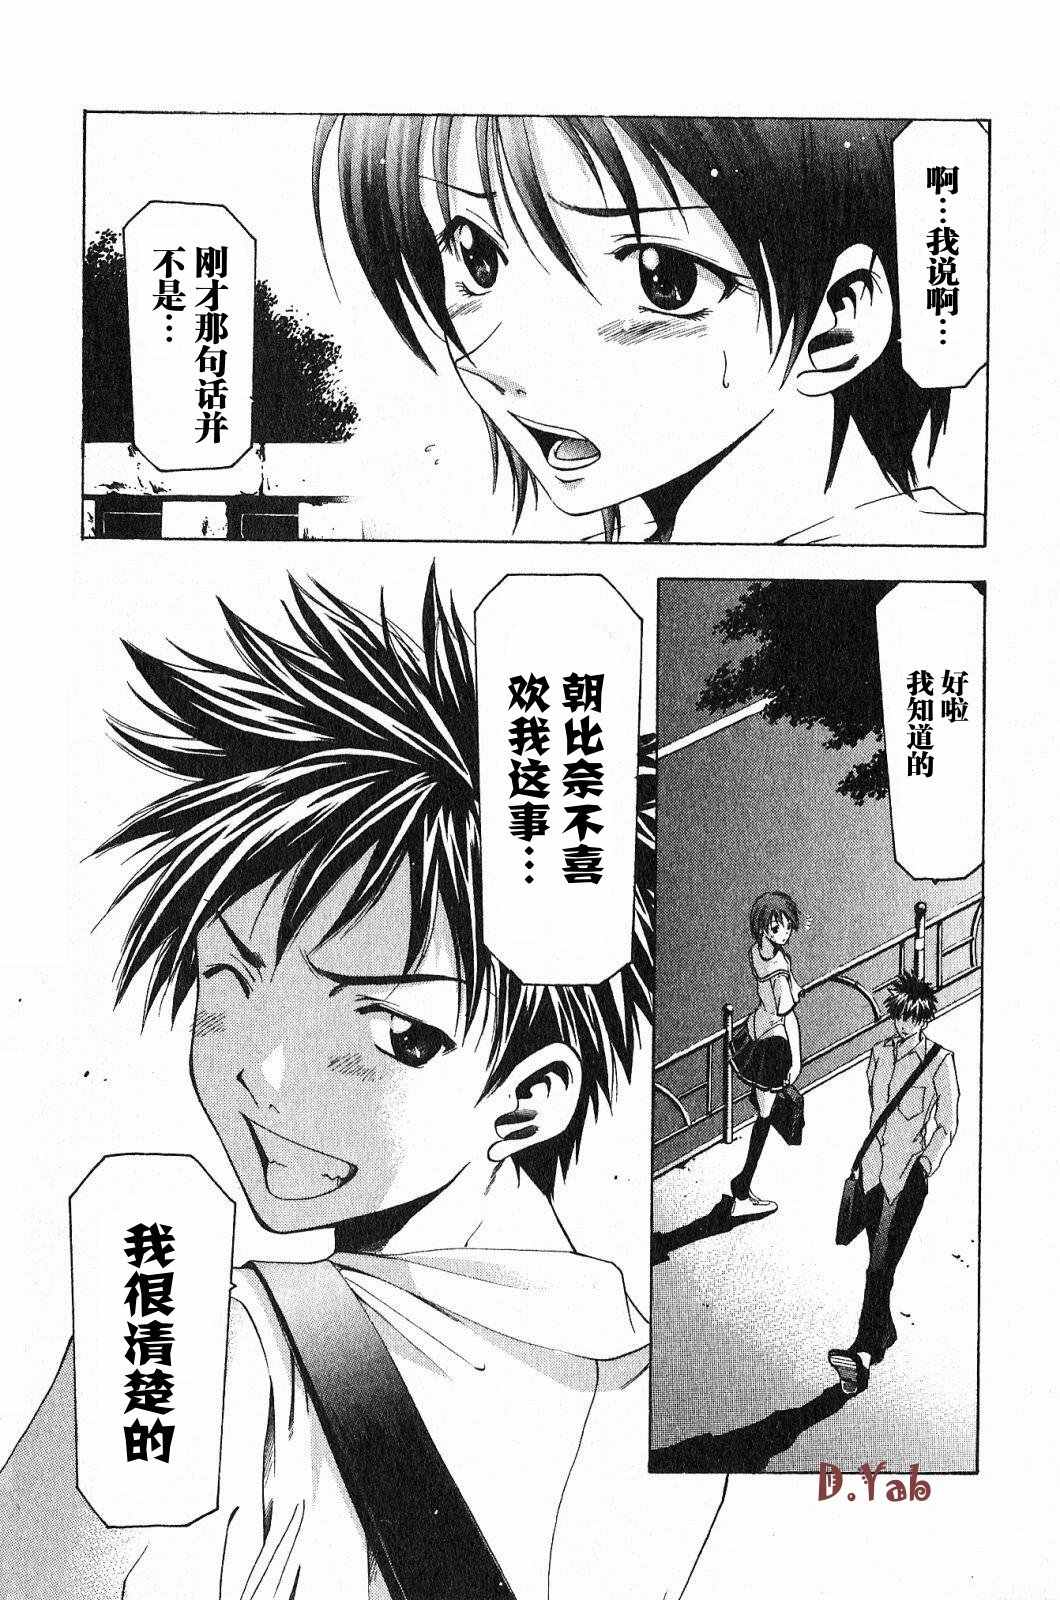 啊…我说啊…
刚才那句话并
不是…
好啦
我知道的
朝比奈不喜
欢我这事…
我很清楚的
D.Yab